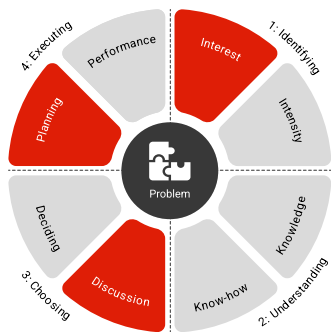 1: Identifying
Interest
Intensity
2: Understanding
Knowledge
Know-how
3: Choosing
Discussion
Deciding
4: Executing
Planning
Performance
Problem